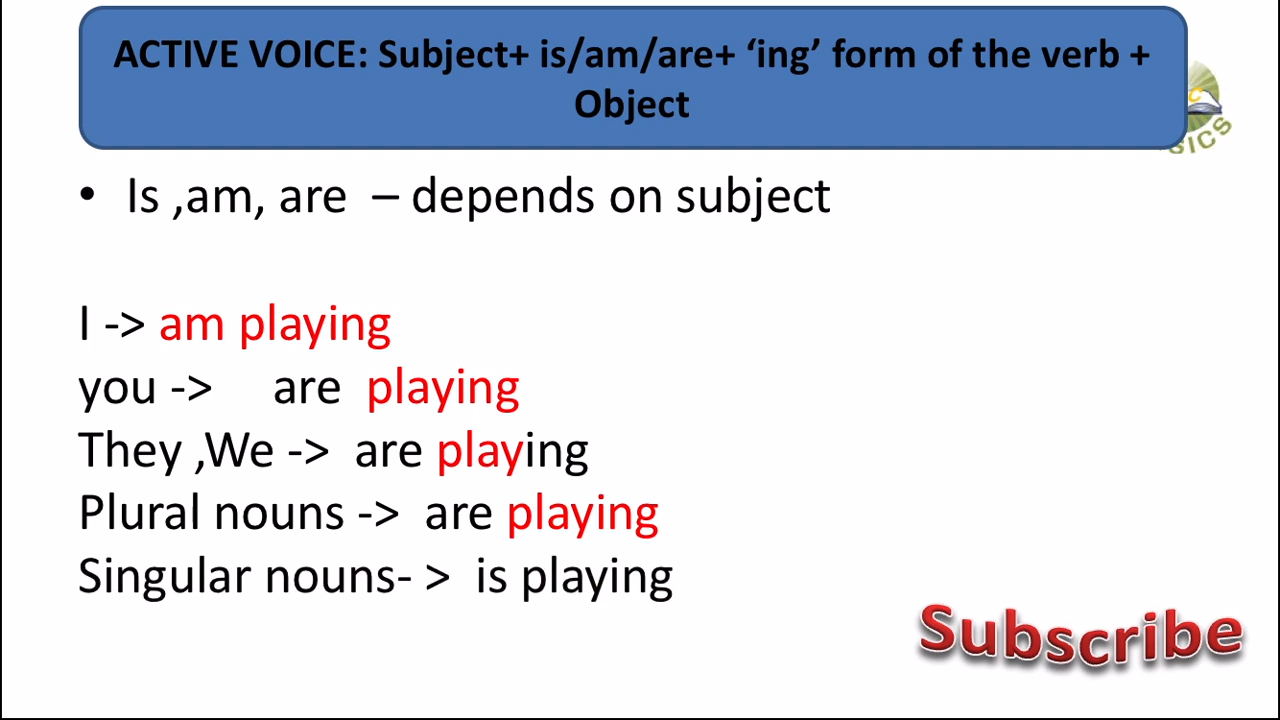 ACTIVE VOICE: Subject+ is/am/are+ ‘ing’ form of the verb +
Object
• Is ,am, are – depends on subject
I -> am playing
you -> are playing
They ,We -> are playing
Plural nouns -> are playing
Singular nouns- > is playing
Subscribe